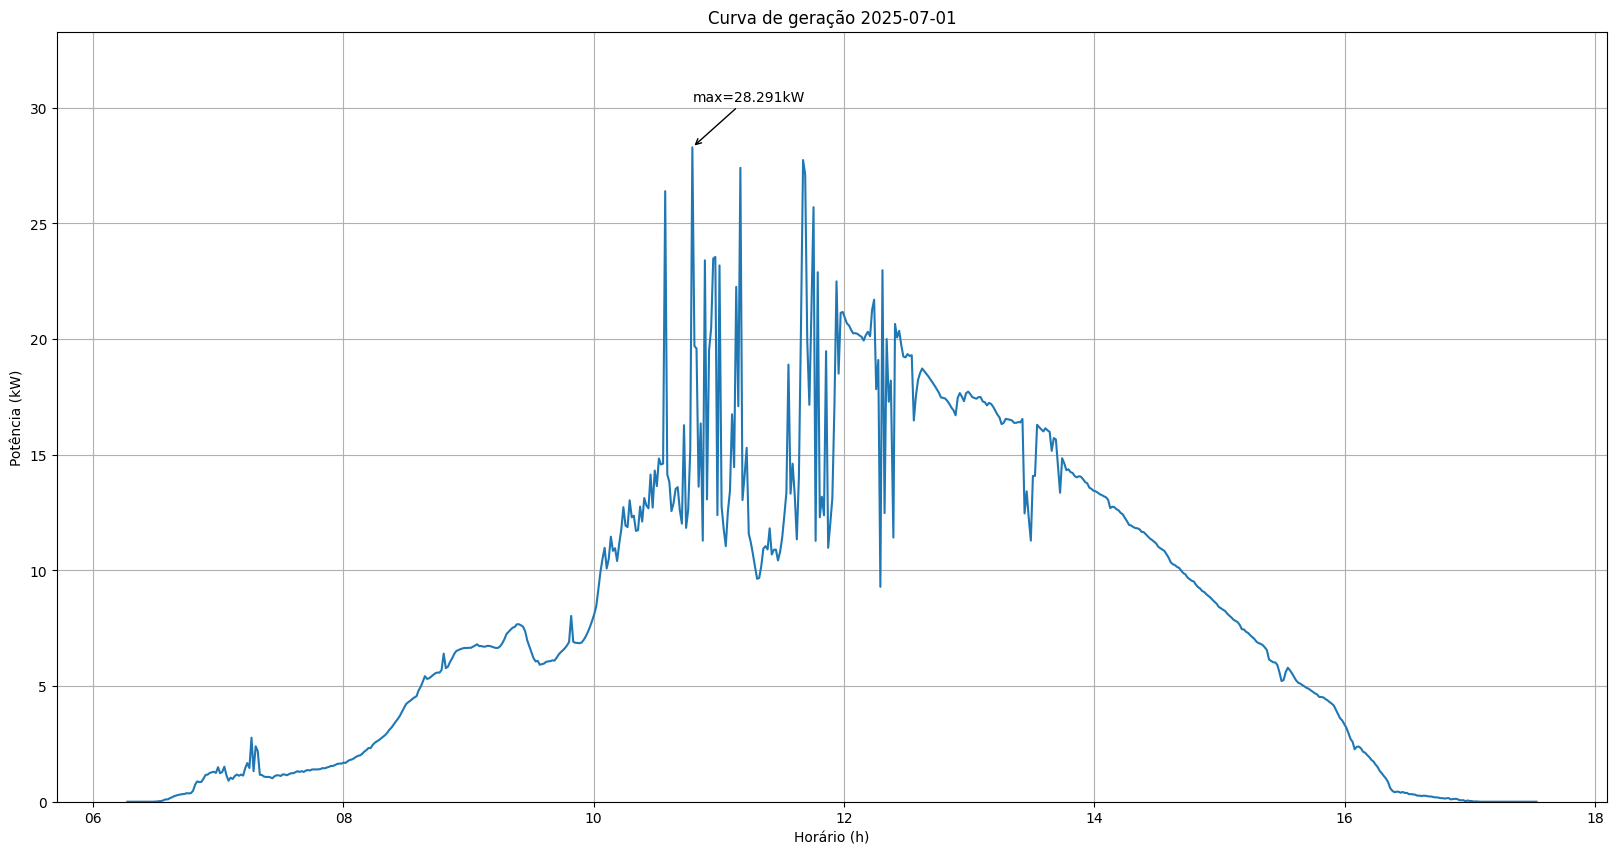 Curva de geração 2025-07-01
max=28.291kW
Potência (kW)
30
25
20
15
10
5
0
06 08 10 12 14 16 18
Horário (h)